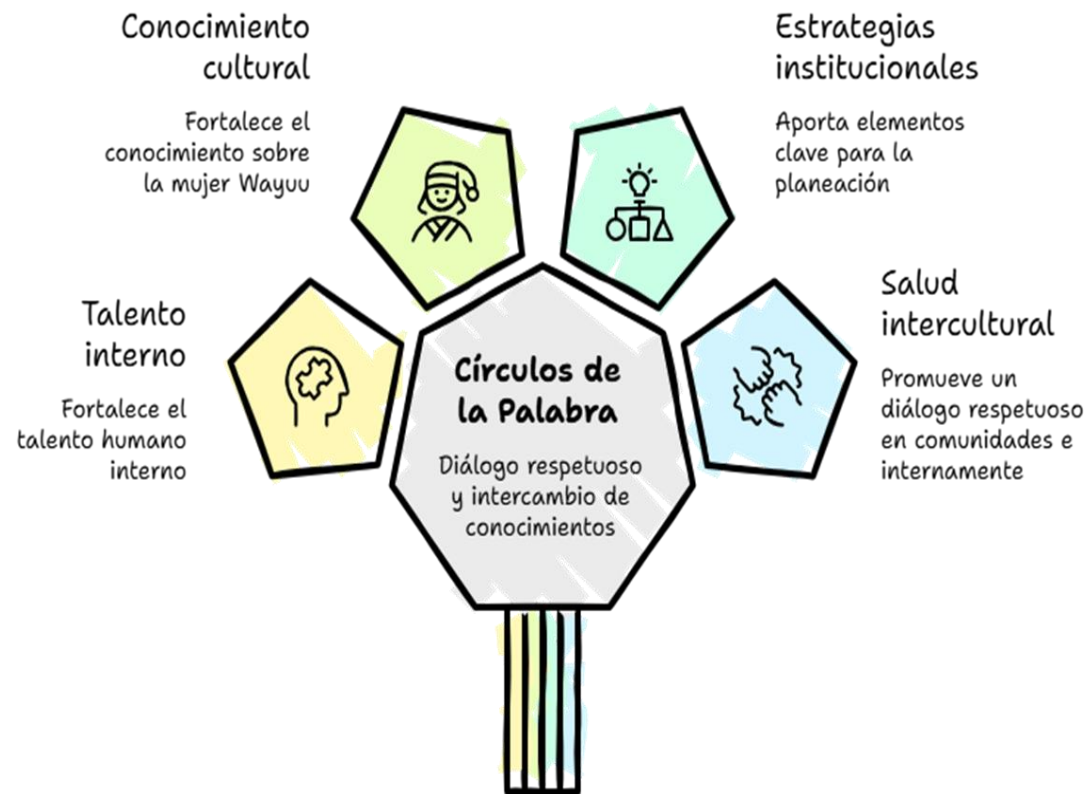 Conocimiento
cultural
Fortalece el
conocimiento sobre
la mujer Wayuu
Estrategias
institucionales
Aporta elementos
clave para la
planeación
Talento
interno
Fortalece el
talento humano
interno
Círculos de
la Palabra
Diálogo respetuoso
y intercambio de
conocimientos
Salud
intercultural
Promueve un
diálogo respetuoso
en comunidades e
internamente